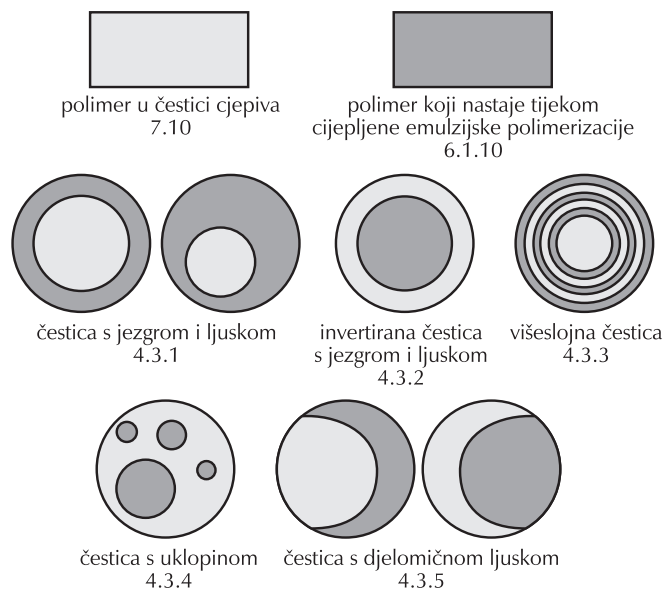 polimer u čestici cjepiva
7.10
polimer koji nastaje tijekom
cijepljene emulzijske polimerizacije
6.1.10
čestica s jezgrom i ljuskom
4.3.1
invertirana čestica
s jezgrom i ljuskom
4.3.2
višeslojna čestica
4.3.3
čestica s uklopinom
4.3.4
čestica s djelomičnom ljuskom
4.3.5